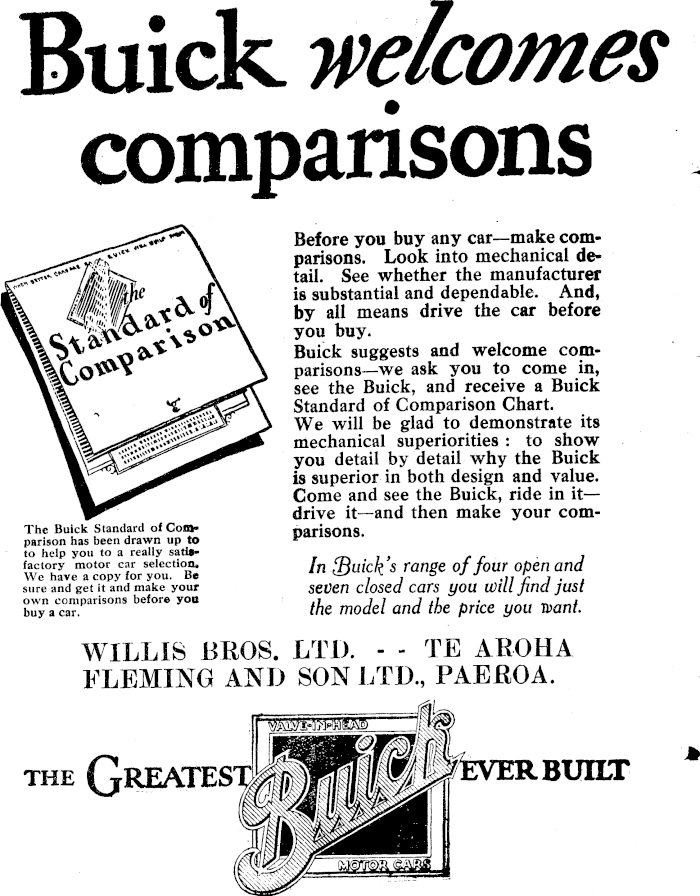 Buick welcomes
comparisons
the
Standard of
Comparison
Before you buy any car—make com-
parisons. Look into mechanical de-
tail. See whether the manufacturer
is substantial and dependable. And,
by all means drive the car before
you buy.
Buick suggests and welcome com-
parisons—we ask you to come in,
see the Buick, and receive a Buick
Standard of Comparison Chart.
We will be glad to demonstrate its
mechanical superiorities : to show
you detail by detail why the Buick
is superior in both design and value.
Come and see the Buick, ride in it—
drive it—and then make your com-
parisons.
The Buick Standard of Com-
parison has been drawn up to
to help you to a really satis-
factory motor car selection.
We have a copy for you. Be
sure and get it and make your
own comparisons before you
buy a car.
In Buick's range of four open and
seven closed cars you will find just
the model and the price you want.
WILLIS BROS. LTD. - - TE AROHA
FLEMING AND SON LTD., PAEROA.
VALVE-IN-HEAD
THE GREATEST Buick EVER BUILT
MOTOR CARS